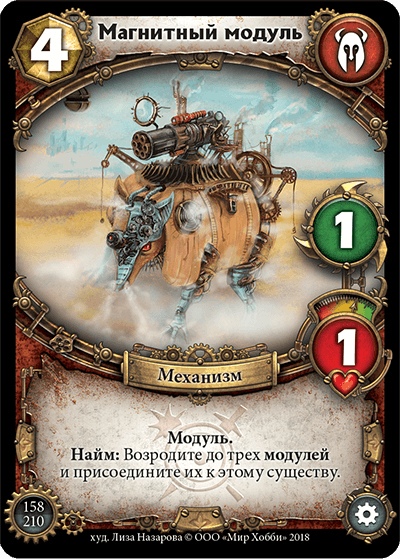 4
Магнитный модуль
1
1
Механизм
Модуль.
Найм: Возродите до трех модулей
и присоедините их к этому существу.
158
210
худ. Лиза Назарова © ООО «Мир Хобби» 2018